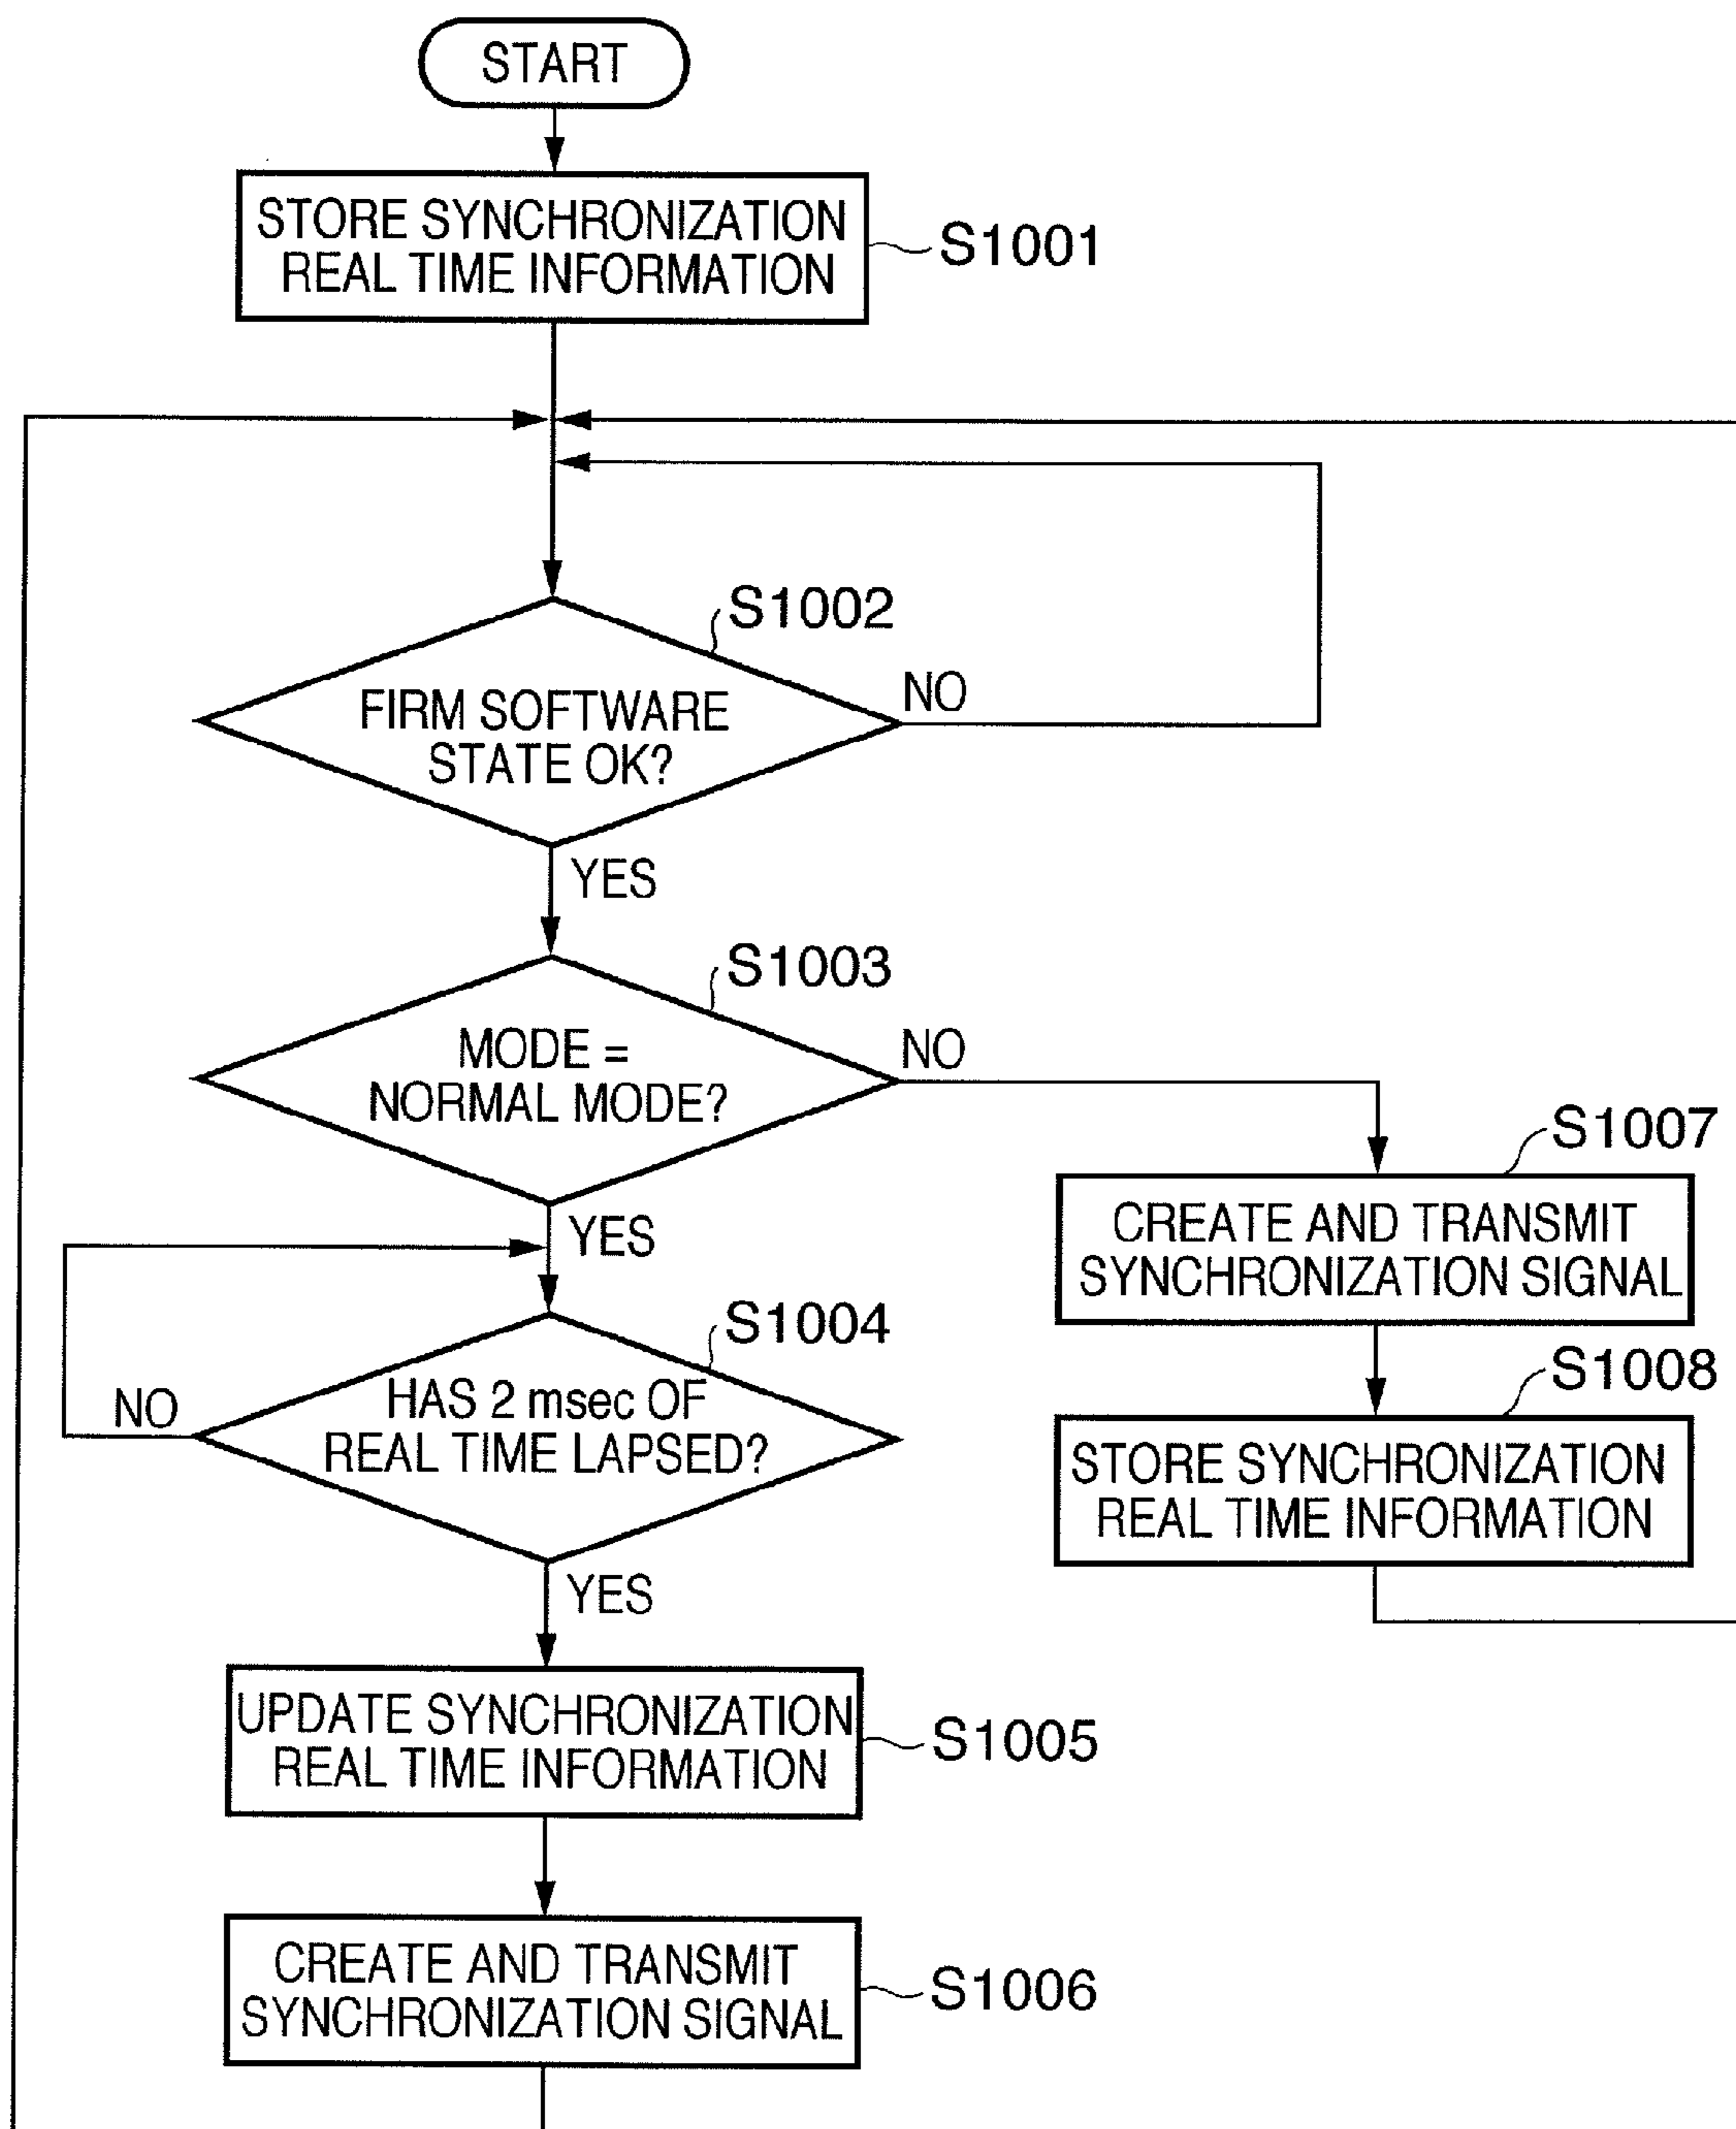 START
STORE SYNCHRONIZATION
REAL TIME INFORMATION
S1001
S1002
FIRM SOFTWARE
STATE OK?
NO
YES
S1003
MODE =
NORMAL MODE?
NO
YES
S1004
HAS 2 msec OF
REAL TIME LAPSED?
NO
YES
UPDATE SYNCHRONIZATION
REAL TIME INFORMATION
S1005
CREATE AND TRANSMIT
SYNCHRONIZATION SIGNAL
S1006
S1007
CREATE AND TRANSMIT
SYNCHRONIZATION SIGNAL
S1008
STORE SYNCHRONIZATION
REAL TIME INFORMATION